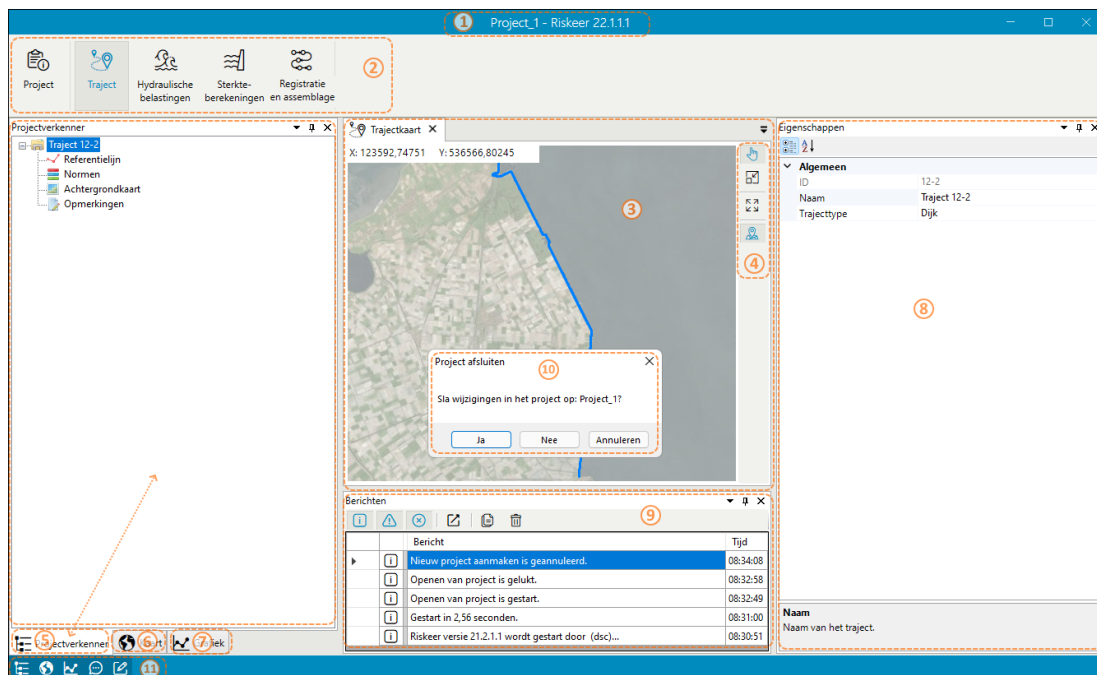 ① Project_1 - Riskeer 22.1.1.1
Project
Traject
Hydraulische
belastingen
Sterkte-
berekeningen
Registratie
en assemblage
②
Projectverkenner
Traject 12-2
Referentielijn
Normen
Achtergrondkaart
Opmerkingen
Trajectkaart
X: 123592,74751 Y: 536566,80245
③
④
Project afsluiten
⑩
Sla wijzigingen in het project op: Project_1?
Ja Nee Annuleren
Berichten
⑨
Bericht Tijd
Nieuw project aanmaken is geannuleerd. 08:34:08
Openen van project is gelukt. 08:32:58
Openen van project is gestart. 08:32:49
Gestart in 2,56 seconden. 08:31:00
Riskeer versie 21.2.1.1 wordt gestart door (dsc)... 08:30:51
Eigenschappen
Algemeen
ID 12-2
Naam Traject 12-2
Trajecttype Dijk
⑧
Naam
Naam van het traject.
⑤ Projectverkenner
⑥
⑦
⑪